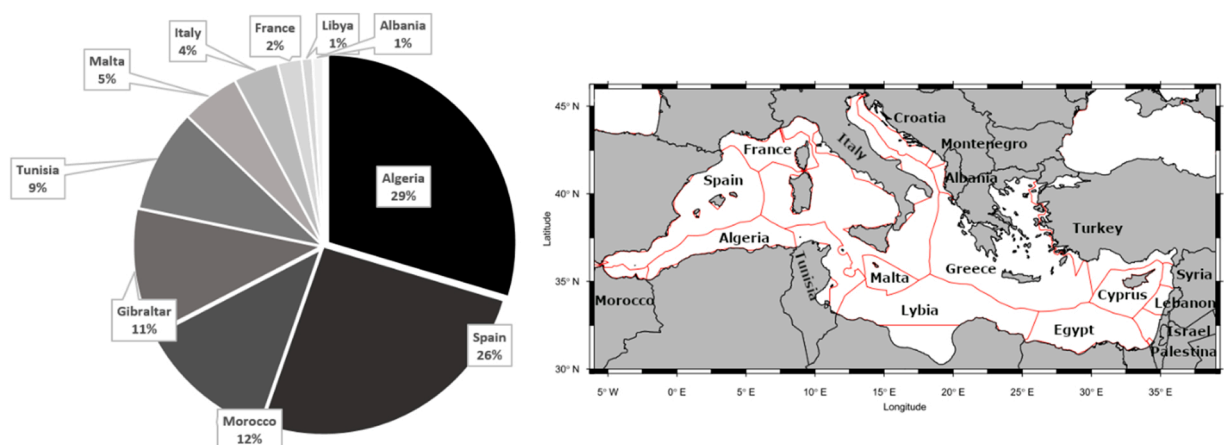 Italy
4%
France
2%
Libya
1%
Albania
1%
Malta
5%
Tunisia
9%
Algeria
29%
Gibraltar
11%
Spain
26%
Morocco
12%
45° N
40° N
35° N
30° N
Latitude
Croatia
Italy
Montenegro
France
Albania
Spain
Turkey
Algeria
Tunisia
Malta
Greece
Syria
Morocco
Cyprus
Lebanon
Lybia
Egypt
Israel
Palestina
5° W
0° E
5° E
10° E
15° E
20° E
25° E
30° E
35° E
Longitude